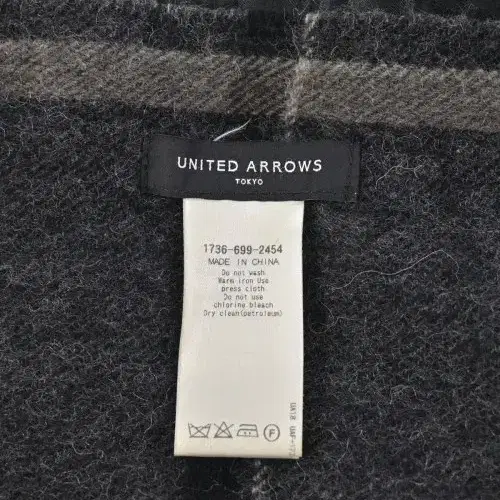 UNITED ARROWS
TOKYO
1736-699-2454
MADE IN CHINA
Do not wash
Warm iron Use
press cloth
Do not use
chlorine bleach
Dry clean(petroleum)
F